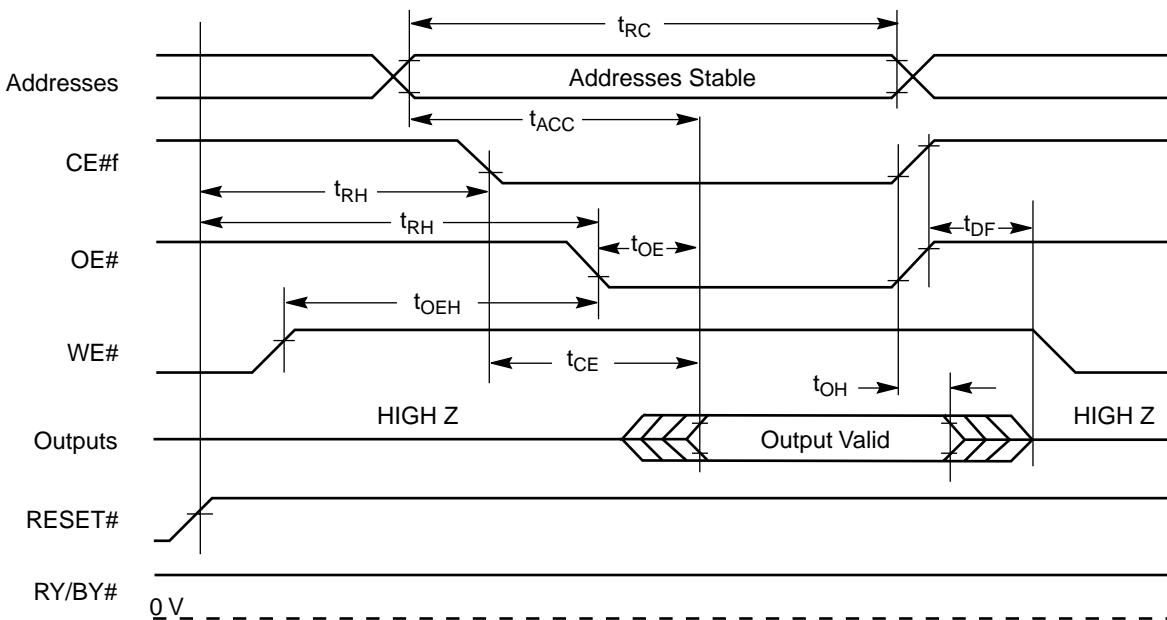 tRC
Addresses
Addresses Stable
tACC
CE#f
tRH
tRH
tOE
tDF
OE#
tOEH
WE#
tCE
tOH
HIGH Z
HIGH Z
Outputs
Output Valid
RESET#
RY/BY#
0 V